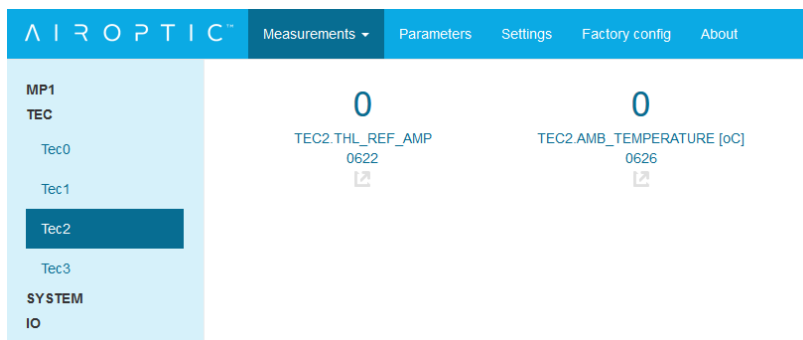 AIROPTIC™ Measurements Parameters Settings Factory config About
MP1
TEC
Tec0
Tec1
Tec2
Tec3
SYSTEM
IO
0
TEC2.THL_REF_AMP
0622
0
TEC2.AMB_TEMPERATURE [oC]
0626